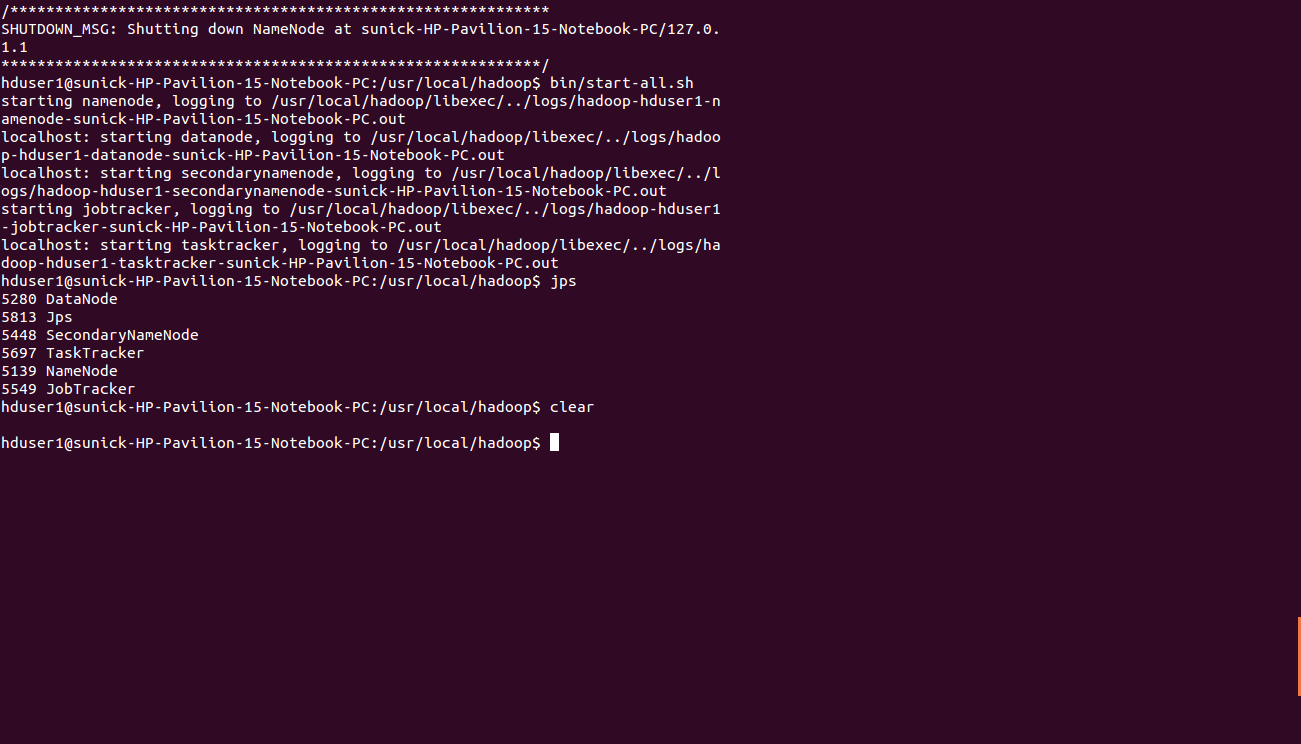 /************************************************************
SHUTDOWN_MSG: Shutting down NameNode at sunick-HP-Pavilion-15-Notebook-PC/127.0.
1.1
************************************************************/
hduser1@sunick-HP-Pavilion-15-Notebook-PC:/usr/local/hadoop$ bin/start-all.sh
starting namenode, logging to /usr/local/hadoop/libexec/../logs/hadoop-hduser1-n
amenode-sunick-HP-Pavilion-15-Notebook-PC.out
localhost: starting datanode, logging to /usr/local/hadoop/libexec/../logs/hadoo
p-hduser1-datanode-sunick-HP-Pavilion-15-Notebook-PC.out
localhost: starting secondarynamenode, logging to /usr/local/hadoop/libexec/../l
ogs/hadoop-hduser1-secondarynamenode-sunick-HP-Pavilion-15-Notebook-PC.out
starting jobtracker, logging to /usr/local/hadoop/libexec/../logs/hadoop-hduser1
-jobtracker-sunick-HP-Pavilion-15-Notebook-PC.out
localhost: starting tasktracker, logging to /usr/local/hadoop/libexec/../logs/ha
doop-hduser1-tasktracker-sunick-HP-Pavilion-15-Notebook-PC.out
hduser1@sunick-HP-Pavilion-15-Notebook-PC:/usr/local/hadoop$ jps
5280 DataNode
5813 Jps
5448 SecondaryNameNode
5697 TaskTracker
5139 NameNode
5549 JobTracker
hduser1@sunick-HP-Pavilion-15-Notebook-PC:/usr/local/hadoop$ clear
hduser1@sunick-HP-Pavilion-15-Notebook-PC:/usr/local/hadoop$